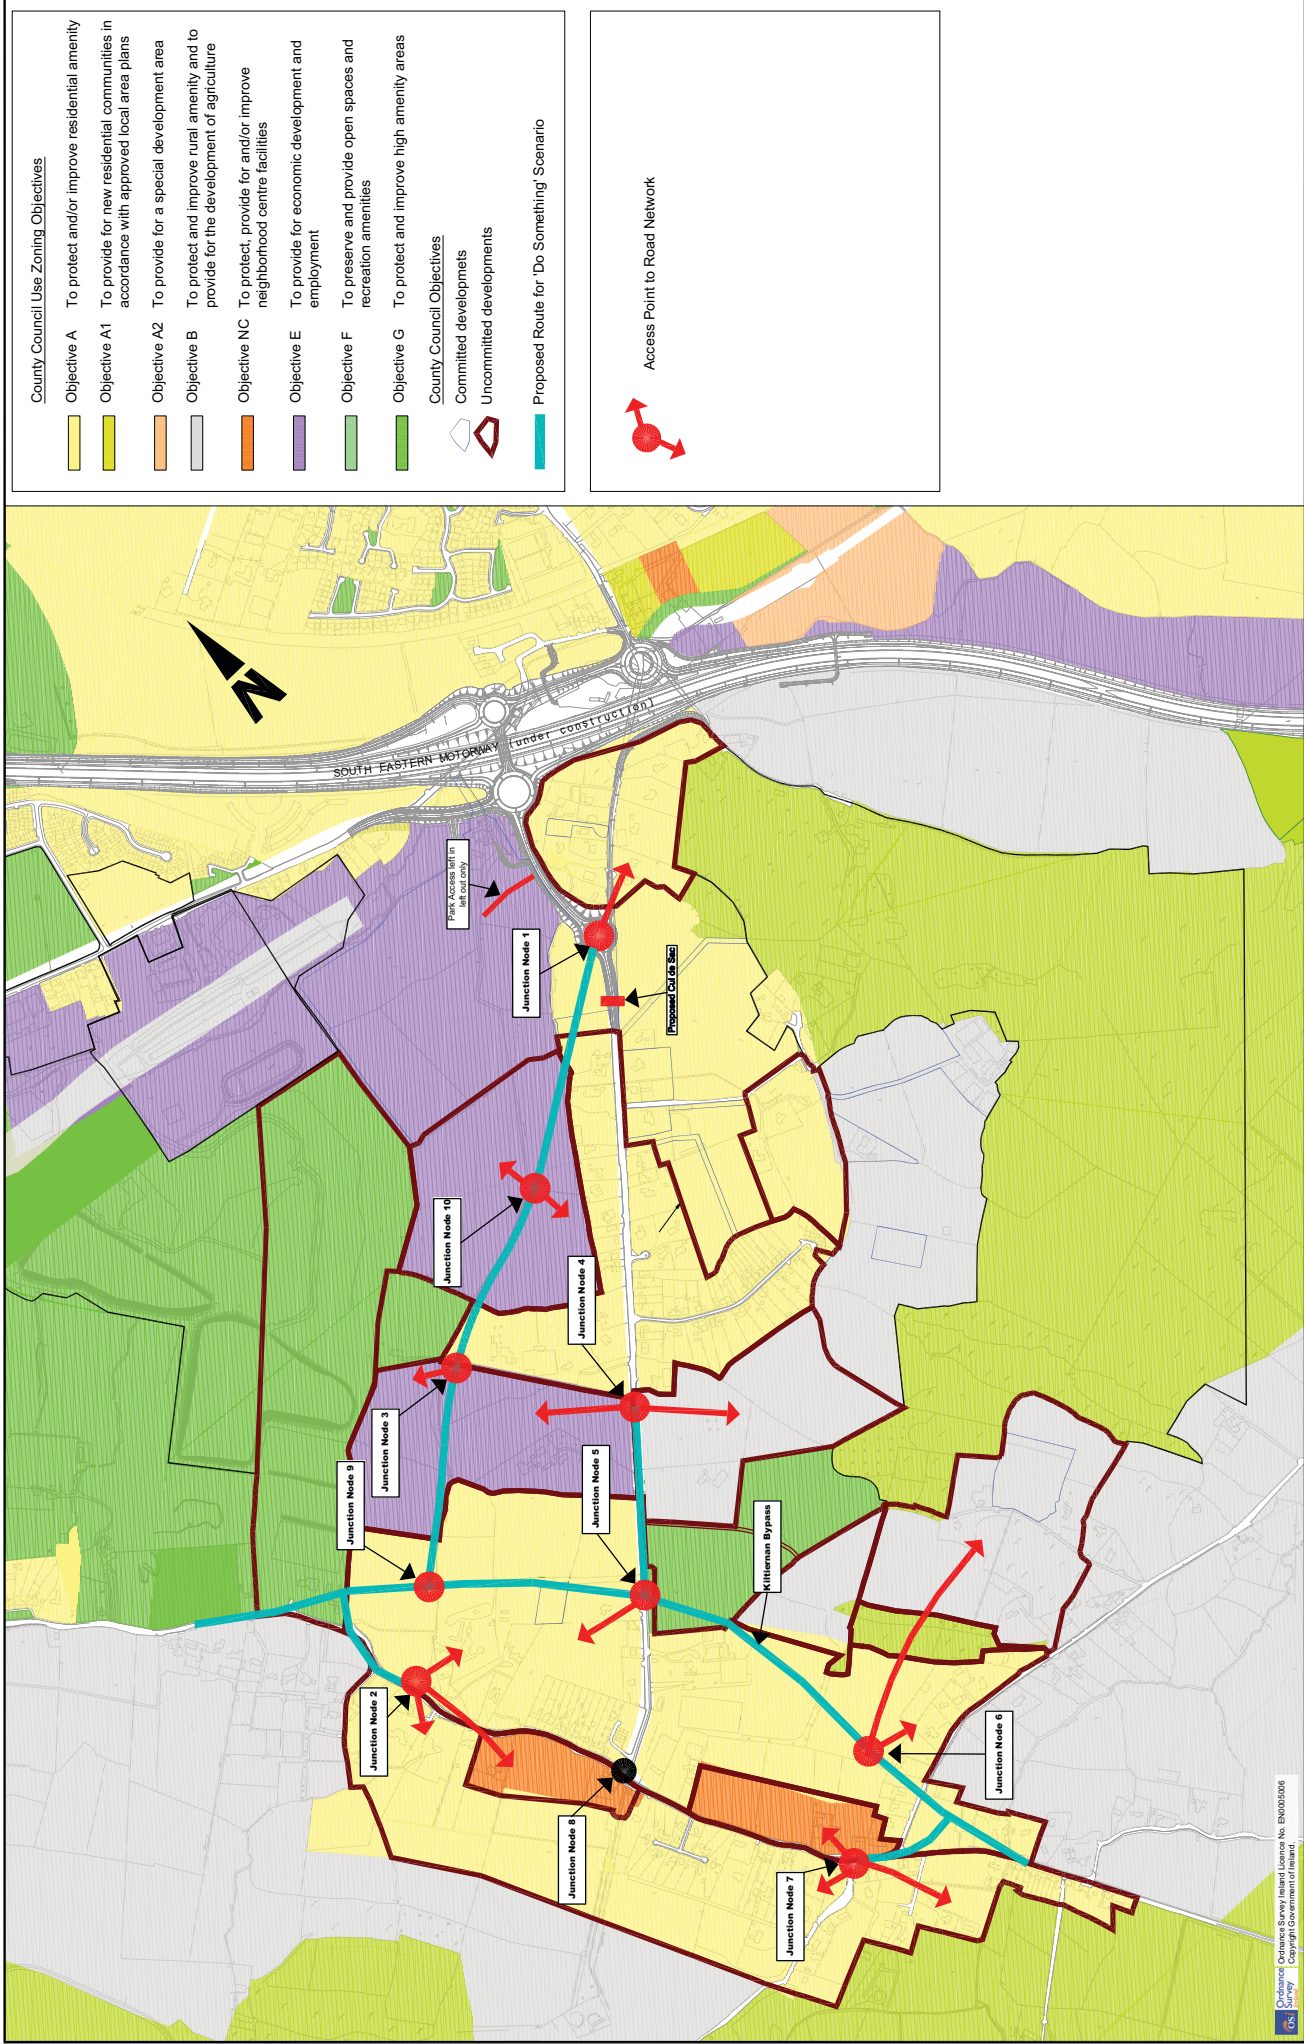 County Council Use Zoning Objectives
Objective A To protect and/or improve residential amenity
Objective A1 To provide for new residential communities in
accordance with approved local area plans
Objective A2 To provide for a special development area
Objective B To protect and improve rural amenity and to
provide for the development of agriculture
Objective NC To protect, provide for and/or improve
neighborhood centre facilities
Objective E To provide for economic development and
employment
Objective F To preserve and provide open spaces and
recreation amenities
Objective G To protect and improve high amenity areas
County Council Objectives
Committed developmets
Uncommitted developments
Proposed Route for 'Do Something' Scenario
Access Point to Road Network
N
SOUTH EASTERN MOTORWAY (under construction)
Park Access left in
left out only
Junction Node 1
Proposed Cul de Sac
Junction Node 10
Junction Node 4
Junction Node 3
Junction Node 9
Junction Node 5
Kiltiernan Bypass
Junction Node 2
Junction Node 6
Junction Node 8
Junction Node 7
OSi
Ordnance
Survey
Ireland
Ordnance Survey Ireland Licence No. EN0005006
Copyright Government of Ireland.